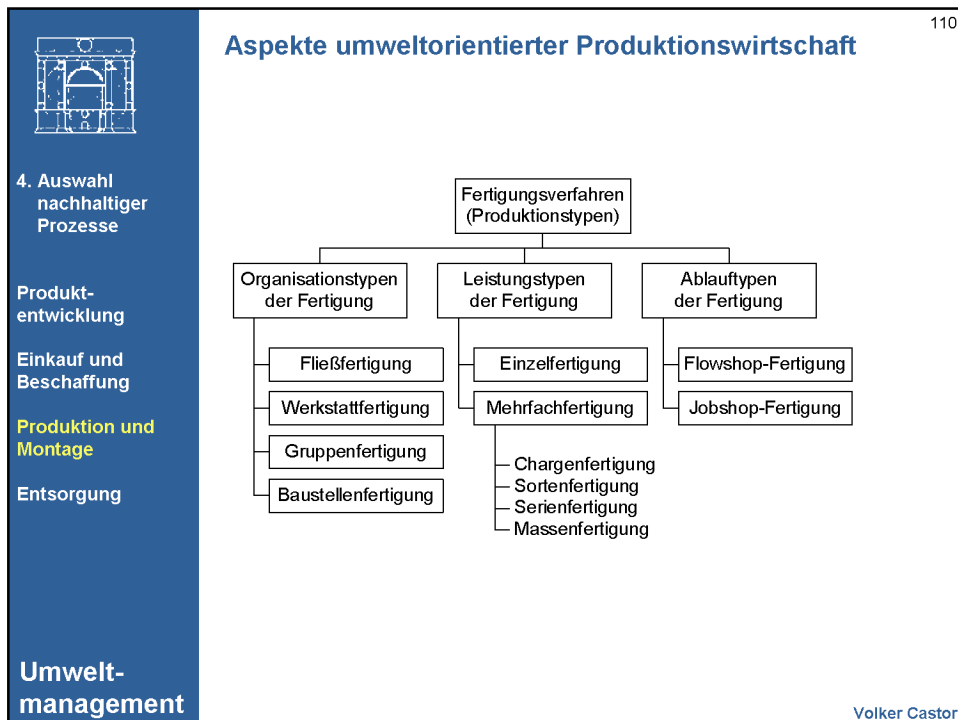 110
Aspekte umweltorientierter Produktionswirtschaft
4. Auswahl
nachhaltiger
Prozesse
Produkt-
entwicklung
Einkauf und
Beschaffung
Produktion und
Montage
Entsorgung
Umwelt-
management
Fertigungsverfahren
(Produktionstypen)
Organisationstypen
der Fertigung
Fließfertigung
Werkstattfertigung
Gruppenfertigung
Baustellenfertigung
Leistungstypen
der Fertigung
Einzelfertigung
Mehrfachfertigung
Chargenfertigung
Sortenfertigung
Serienfertigung
Massenfertigung
Ablauftypen
der Fertigung
Flowshop-Fertigung
Jobshop-Fertigung
Volker Castor